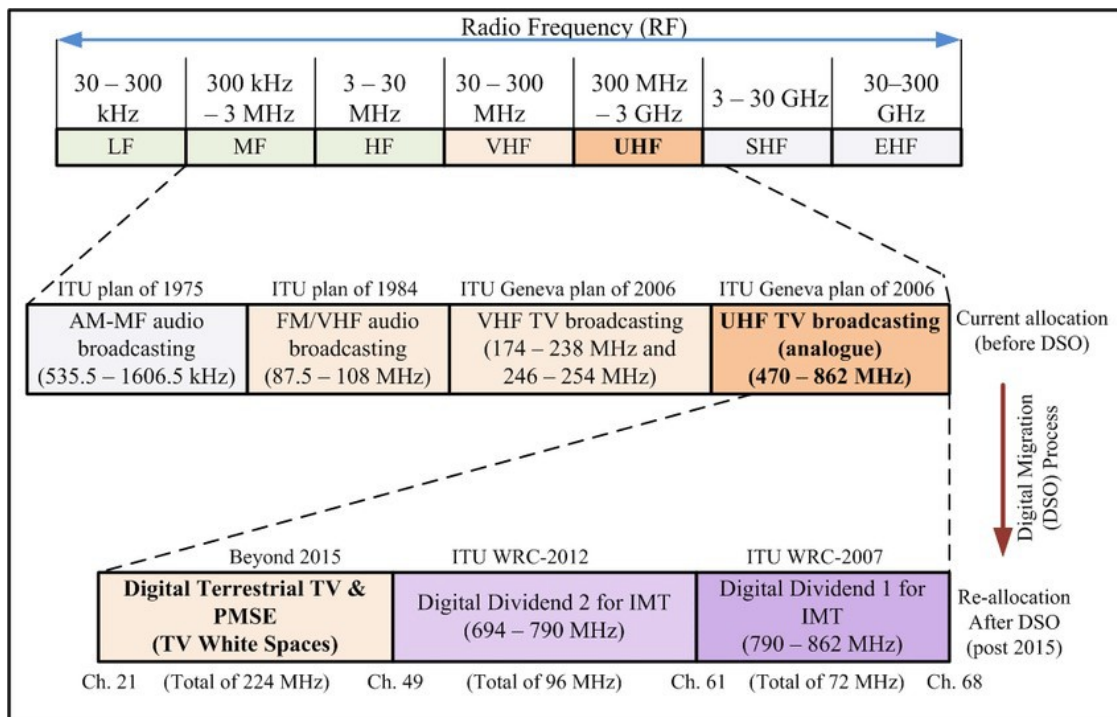 Radio Frequency (RF)
30 – 300 kHz
300 kHz – 3 MHz
3 – 30 MHz
30 – 300 MHz
300 MHz – 3 GHz
3 – 30 GHz
30–300 GHz
LF
MF
HF
VHF
UHF
SHF
EHF
ITU plan of 1975
ITU plan of 1984
ITU Geneva plan of 2006
ITU Geneva plan of 2006
AM-MF audio
broadcasting
(535.5 – 1606.5 kHz)
FM/VHF audio
broadcasting
(87.5 – 108 MHz)
VHF TV broadcasting
(174 – 238 MHz and
246 – 254 MHz)
UHF TV broadcasting
(analogue)
(470 – 862 MHz)
Current allocation
(before DSO)
Digital Migration
(DSO) Process
Beyond 2015
ITU WRC-2012
ITU WRC-2007
Digital Terrestrial TV &
PMSE
(TV White Spaces)
Digital Dividend 2 for IMT
(694 – 790 MHz)
Digital Dividend 1 for
IMT
(790 – 862 MHz)
Re-allocation
After DSO
(post 2015)
Ch. 21
(Total of 224 MHz)
Ch. 49
(Total of 96 MHz)
Ch. 61
(Total of 72 MHz)
Ch. 68